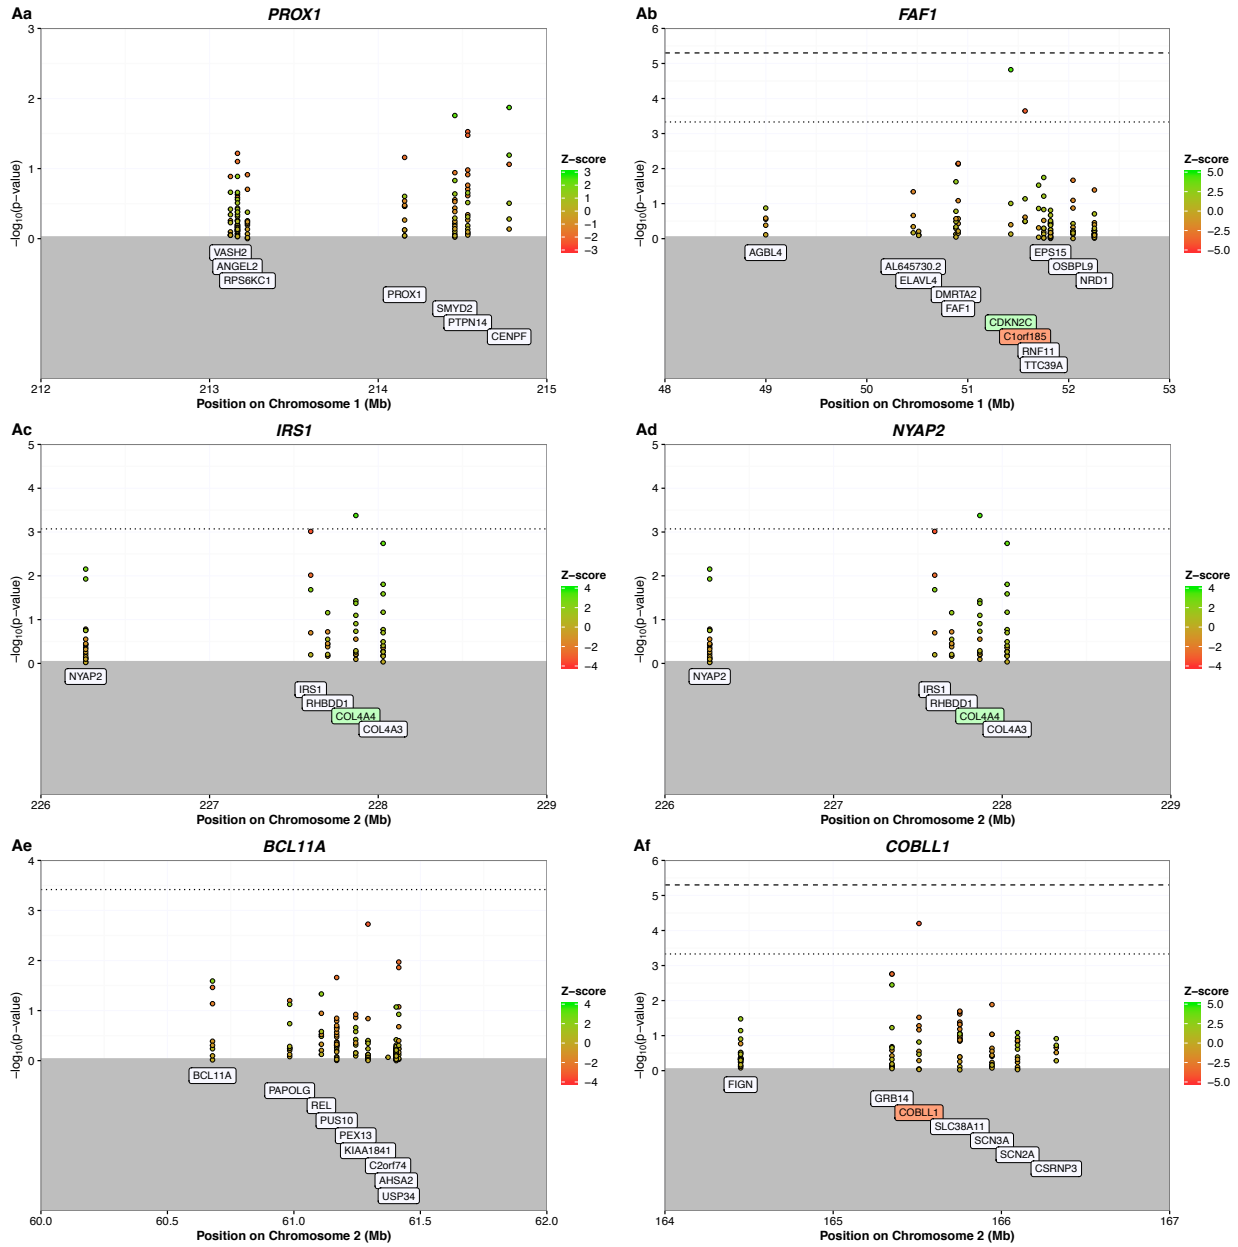 Aa
PROX1
3
2
1
0
−log10(p−value)
VASH2
ANGEL2
RPS6KC1
PROX1
SMYD2
PTPN14
CENPF
212
213
214
215
Position on Chromosome 1 (Mb)
Z−score
3
2
1
0
−1
−2
−3
Ab
FAF1
6
5
4
3
2
1
0
−log10(p−value)
AGBL4
AL645730.2
ELAVL4
DMRTA2
FAF1
CDKN2C
C1orf185
RNF11
TTC39A
EPS15
OSBPL9
NRD1
48
49
50
51
52
53
Position on Chromosome 1 (Mb)
Z−score
5.0
2.5
0.0
−2.5
−5.0
Ac
IRS1
5
4
3
2
1
0
−log10(p−value)
NYAP2
IRS1
RHBDD1
COL4A4
COL4A3
226
227
228
229
Position on Chromosome 2 (Mb)
Z−score
4
2
0
−2
−4
Ad
NYAP2
5
4
3
2
1
0
−log10(p−value)
NYAP2
IRS1
RHBDD1
COL4A4
COL4A3
226
227
228
229
Position on Chromosome 2 (Mb)
Z−score
4
2
0
−2
−4
Ae
BCL11A
4
3
2
1
0
−log10(p−value)
BCL11A
PAPOLG
REL
PUS10
PEX13
KIAA1841
C2orf74
AHSA2
USP34
60.0
60.5
61.0
61.5
62.0
Position on Chromosome 2 (Mb)
Z−score
4
2
0
−2
−4
Af
COBLL1
6
5
4
3
2
1
0
−log10(p−value)
FIGN
GRB14
COBLL1
SLC38A11
SCN3A
SCN2A
CSRNP3
164
165
166
167
Position on Chromosome 2 (Mb)
Z−score
5.0
2.5
0.0
−2.5
−5.0